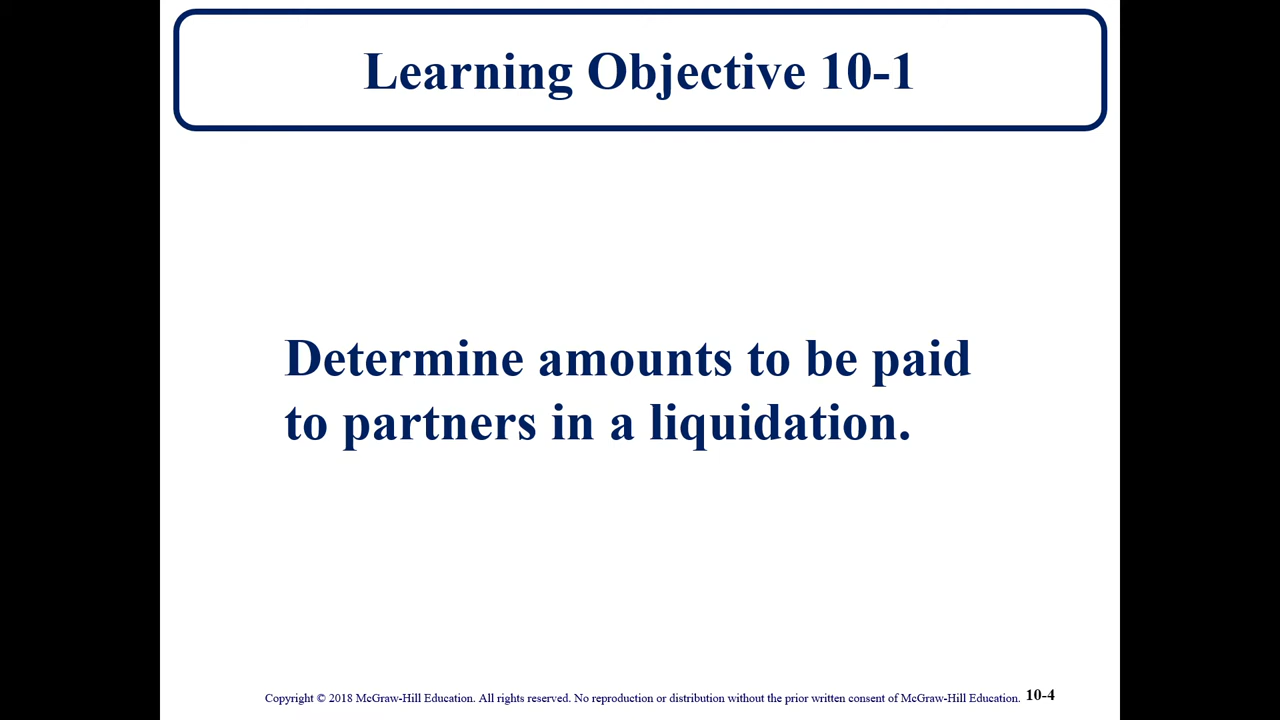 Learning Objective 10-1
Determine amounts to be paid
to partners in a liquidation.
Copyright © 2018 McGraw-Hill Education. All rights reserved. No reproduction or distribution without the prior written consent of McGraw-Hill Education. 10-4